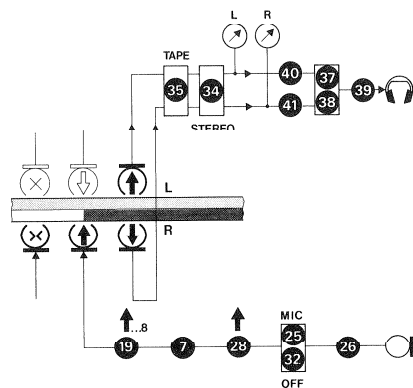 L R
TAPE
35 34 40 37 39
41 38
STEREO
L
R
...8
MIC
19 7 28 25 26
32
OFF